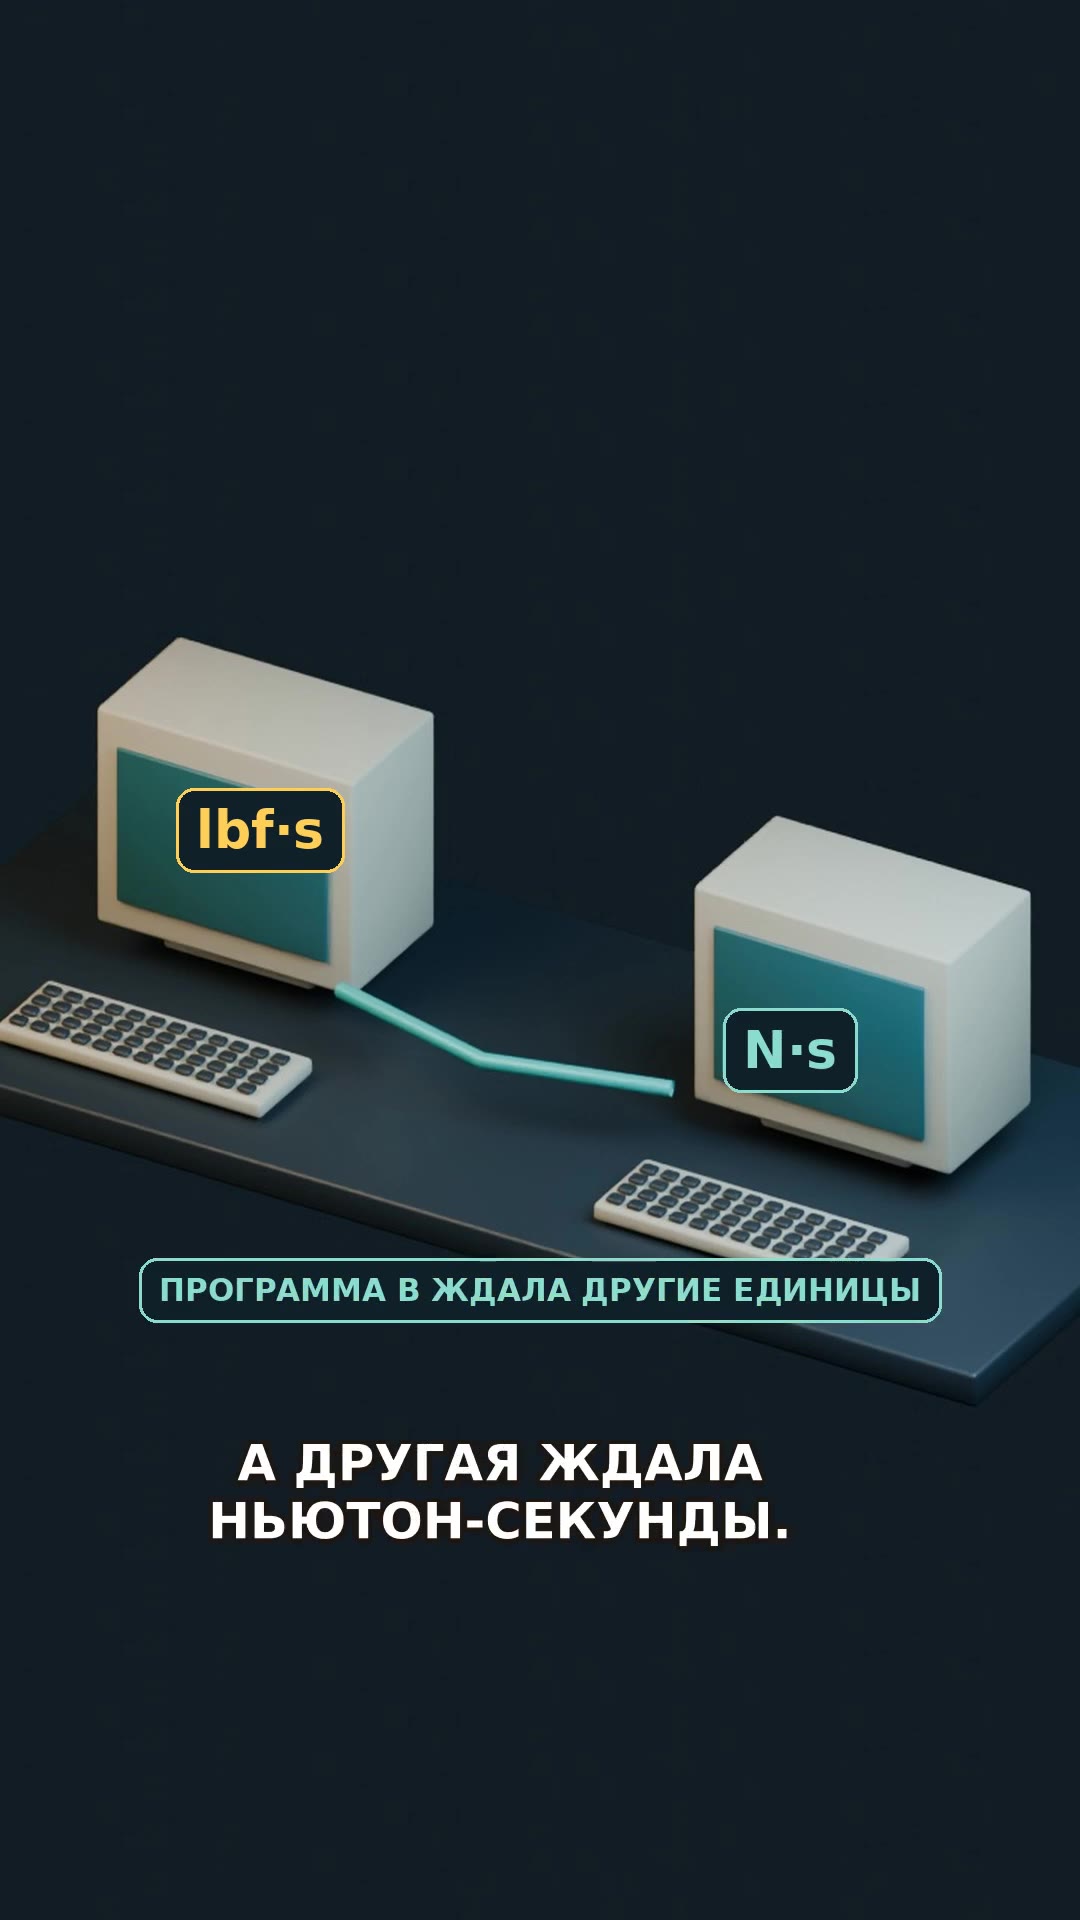 lbf·s
N·s
ПРОГРАММА В ЖДАЛА ДРУГИЕ ЕДИНИЦЫ
А ДРУГАЯ ЖДАЛА
НЬЮТОН-СЕКУНДЫ.